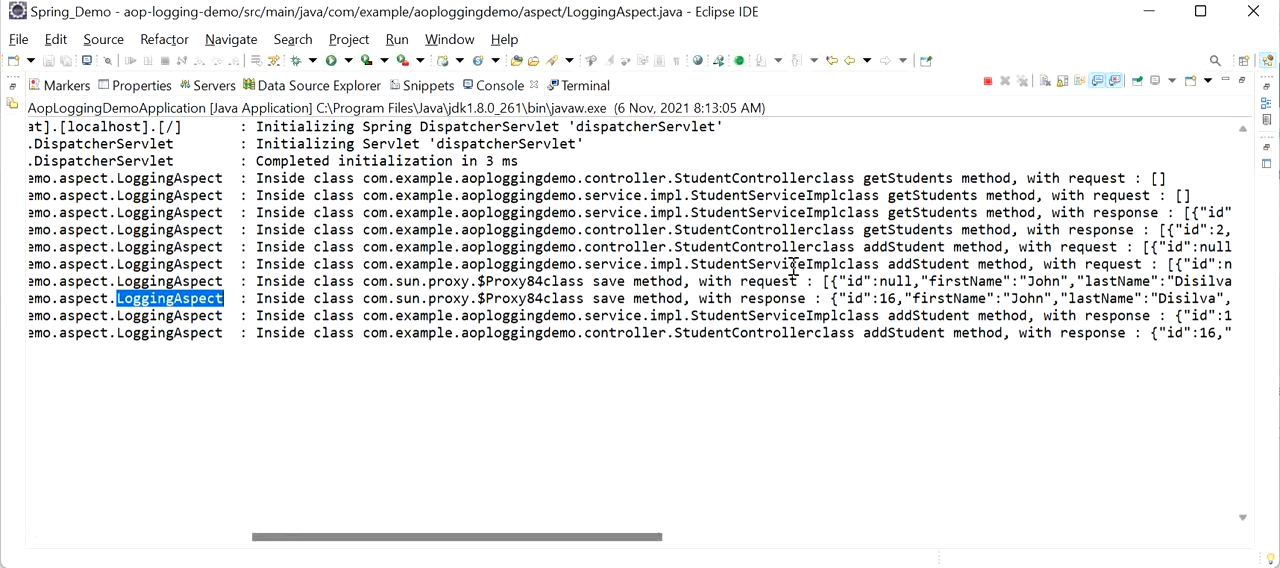 Spring_Demo - aop-logging-demo/src/main/java/com/example/aoploggingdemo/aspect/LoggingAspect.java - Eclipse IDE
File Edit Source Refactor Navigate Search Project Run Window Help
Markers Properties Servers Data Source Explorer Snippets Console Terminal
AopLoggingDemoApplication [Java Application] C:\Program Files\Java\jdk1.8.0_261\bin\javaw.exe (6 Nov, 2021 8:13:05 AM)
at].[localhost].[/] : Initializing Spring DispatcherServlet 'dispatcherServlet'
.DispatcherServlet : Initializing Servlet 'dispatcherServlet'
.DispatcherServlet : Completed initialization in 3 ms
emo.aspect.LoggingAspect : Inside class com.example.aoploggingdemo.controller.StudentControllerclass getStudents method, with request : []
emo.aspect.LoggingAspect : Inside class com.example.aoploggingdemo.service.impl.StudentServiceImplclass getStudents method, with request : []
emo.aspect.LoggingAspect : Inside class com.example.aoploggingdemo.service.impl.StudentServiceImplclass getStudents method, with response : [{"id"
emo.aspect.LoggingAspect : Inside class com.example.aoploggingdemo.controller.StudentControllerclass getStudents method, with response : [{"id":2,
emo.aspect.LoggingAspect : Inside class com.example.aoploggingdemo.controller.StudentControllerclass addStudent method, with request : [{"id":null
emo.aspect.LoggingAspect : Inside class com.example.aoploggingdemo.service.impl.StudentServiceImplclass addStudent method, with request : [{"id":n
emo.aspect.LoggingAspect : Inside class com.sun.proxy.$Proxy84class save method, with request : [{"id":null,"firstName":"John","lastName":"Disilva
emo.aspect.LoggingAspect : Inside class com.sun.proxy.$Proxy84class save method, with response : {"id":16,"firstName":"John","lastName":"Disilva",
emo.aspect.LoggingAspect : Inside class com.example.aoploggingdemo.service.impl.StudentServiceImplclass addStudent method, with response : {"id":1
emo.aspect.LoggingAspect : Inside class com.example.aoploggingdemo.controller.StudentControllerclass addStudent method, with response : {"id":16,"